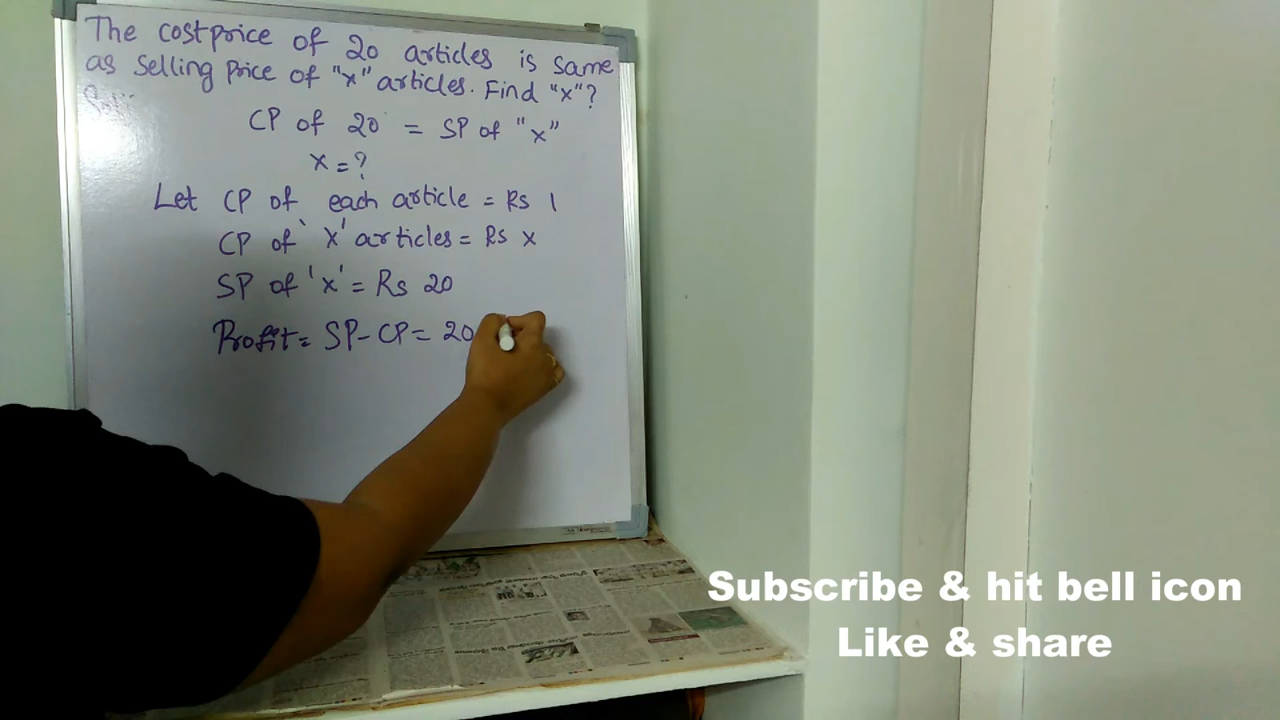 The costprice of 20 articles is same
as selling price of "x" articles. Find "x"?
CP of 20 = SP of "x"
x = ?
Let CP of each article = Rs 1
CP of 'x' articles = Rs x
SP of 'x' = Rs 20
Profit = SP - CP = 20
Subscribe & hit bell icon
Like & share